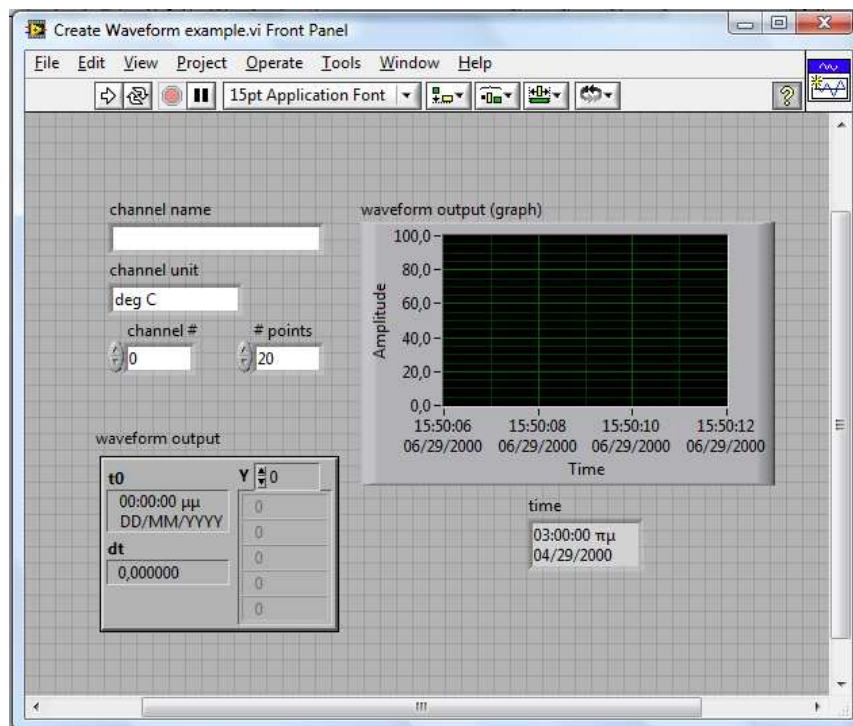 Create Waveform example.vi Front Panel
File Edit View Project Operate Tools Window Help
15pt Application Font
?
channel name
channel unit
deg C
channel #
0
# points
20
waveform output (graph)
Amplitude
100,0
80,0
60,0
40,0
20,0
0,0
15:50:06 15:50:08 15:50:10 15:50:12
06/29/2000 06/29/2000 06/29/2000 06/29/2000
Time
waveform output
t0
00:00:00 μμ
DD/MM/YYYY
dt
0,000000
Y 0
0
0
0
0
0
time
03:00:00 πμ
04/29/2000